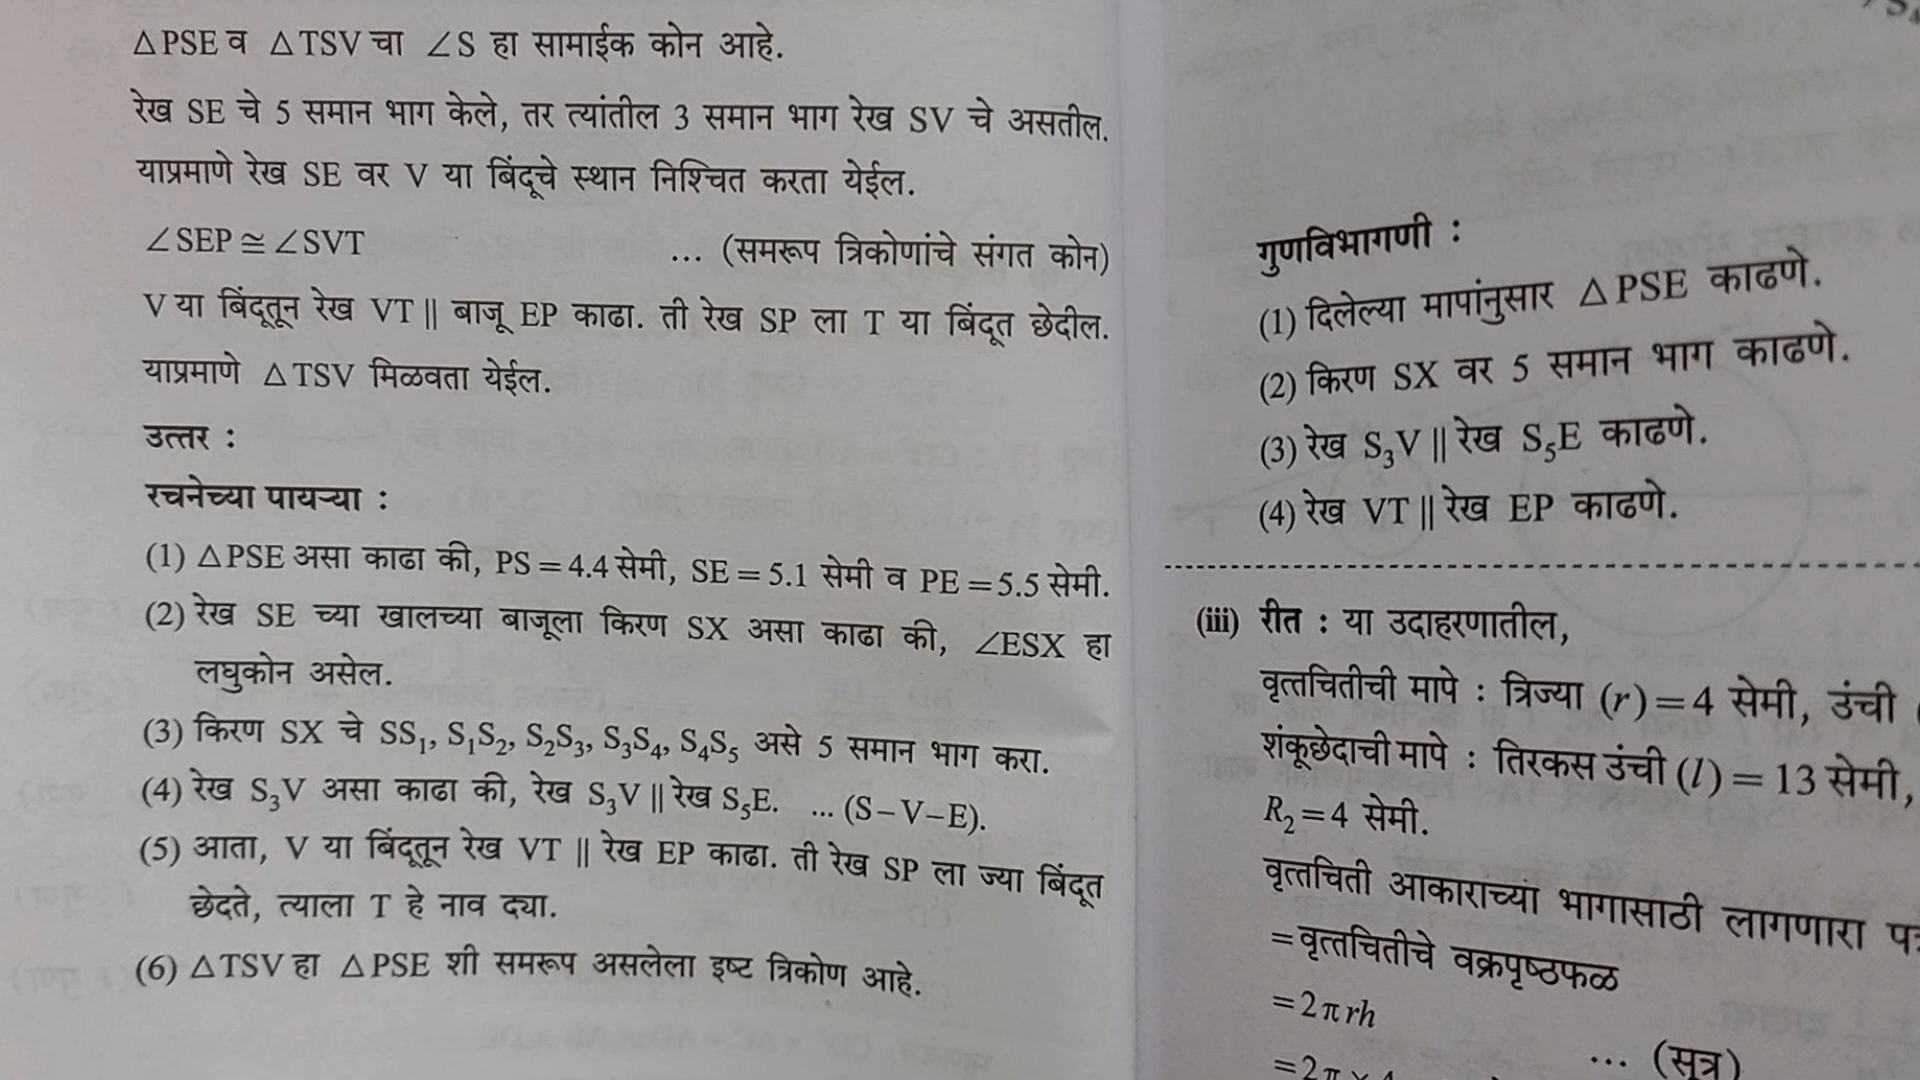 △PSE व △TSV चा ∠S हा सामाईक कोन आहे.
रेख SE चे 5 समान भाग केले, तर त्यांतील 3 समान भाग रेख SV चे असतील.
याप्रमाणे रेख SE वर V या बिंदूचे स्थान निश्चित करता येईल.
∠SEP ≅ ∠SVT ... (समरूप त्रिकोणांचे संगत कोन)
V या बिंदूतून रेख VT || बाजू EP काढा. ती रेख SP ला T या बिंदूत छेदील.
याप्रमाणे △TSV मिळवता येईल.
उत्तर :
रचनेच्या पायऱ्या :
(1) △PSE असा काढा की, PS = 4.4 सेमी, SE = 5.1 सेमी व PE = 5.5 सेमी.
(2) रेख SE च्या खालच्या बाजूला किरण SX असा काढा की, ∠ESX हा
लघुकोन असेल.
(3) किरण SX चे SS₁, S₁S₂, S₂S₃, S₃S₄, S₄S₅ असे 5 समान भाग करा.
(4) रेख S₃V असा काढा की, रेख S₃V || रेख S₅E. ... (S – V – E).
(5) आता, V या बिंदूतून रेख VT || रेख EP काढा. ती रेख SP ला ज्या बिंदूत
छेदते, त्याला T हे नाव द्या.
(6) △TSV हा △PSE शी समरूप असलेला इष्ट त्रिकोण आहे.
गुणविभागणी :
(1) दिलेल्या मापांनुसार △PSE काढणे.
(2) किरण SX वर 5 समान भाग काढणे.
(3) रेख S₃V || रेख S₅E काढणे.
(4) रेख VT || रेख EP काढणे.
(iii) रीत : या उदाहरणातील,
वृत्तचितीची मापे : त्रिज्या (r) = 4 सेमी, उंची
शंकूछेदाची मापे : तिरकस उंची (l) = 13 सेमी,
R₂ = 4 सेमी.
वृत्तचिती आकाराच्या भागासाठी लागणारा
= वृत्तचितीचे वक्रपृष्ठफळ
= 2πrh
... (सूत्र)
= 2π ×